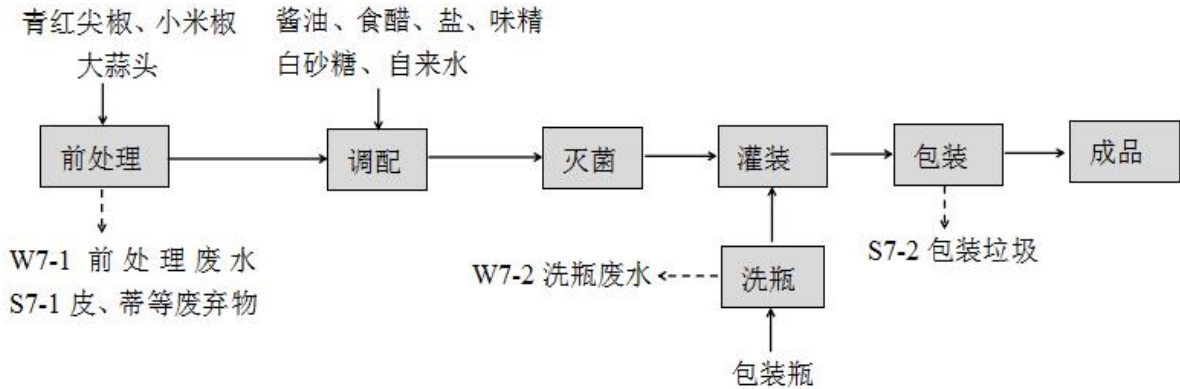 青红尖椒、小米椒
大蒜头
酱油、食醋、盐、味精
白砂糖、自来水
前处理
调配
灭菌
灌装
包装
成品
W7-1 前处理废水
S7-1 皮、蒂等废弃物
W7-2 洗瓶废水
洗瓶
S7-2 包装垃圾
包装瓶